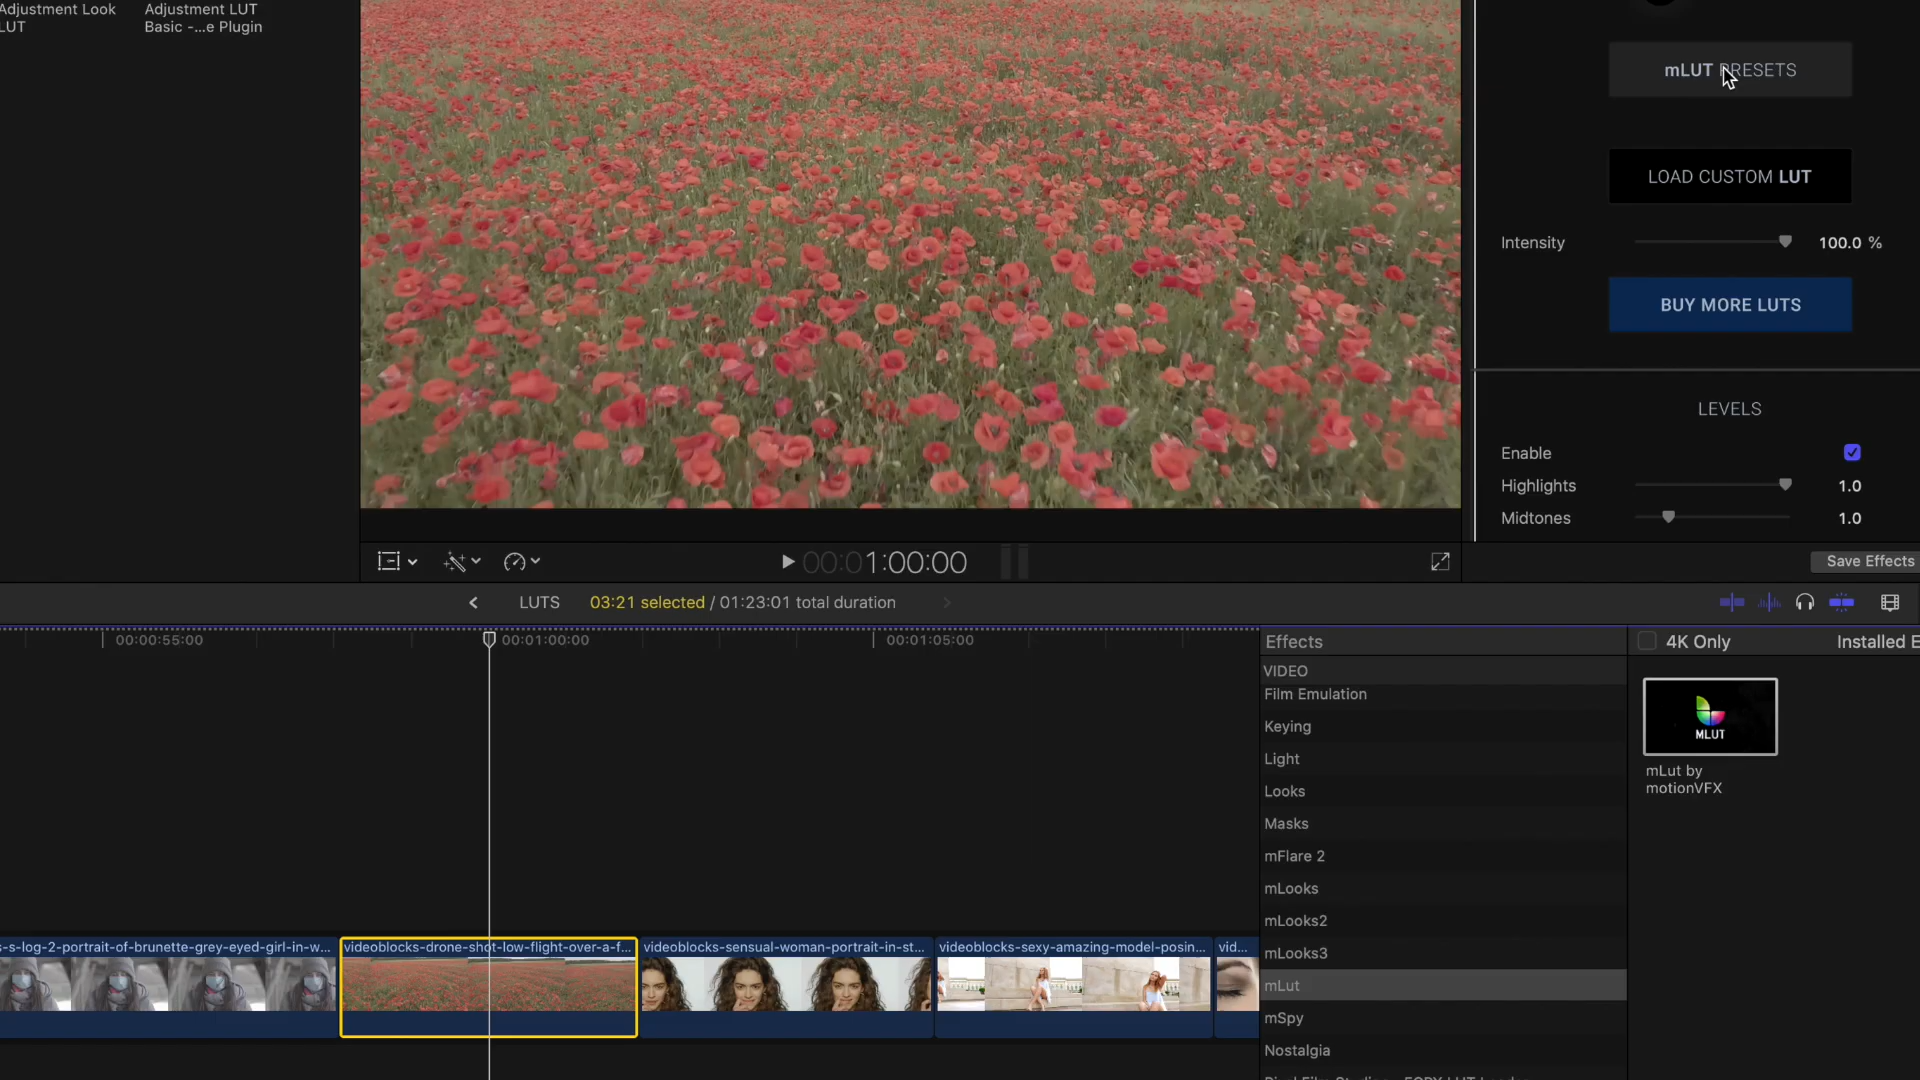 Adjustment Look
LUT
Adjustment LUT
Basic -...e Plugin
mLUT PRESETS
LOAD CUSTOM LUT
Intensity
100.0 %
BUY MORE LUTS
LEVELS
Enable
Highlights
1.0
Midtones
1.0
00:01:00:00
Save Effects
LUTS
03:21 selected / 01:23:01 total duration
00:00:55:00
00:01:00:00
00:01:05:00
Effects
4K Only
Installed E
VIDEO
Film Emulation
Keying
Light
Looks
Masks
mFlare 2
mLooks
mLooks2
mLooks3
mLut
mSpy
Nostalgia
MLUT
mLut by
motionVFX
s-s-log-2-portrait-of-brunette-grey-eyed-girl-in-w...
videoblocks-drone-shot-low-flight-over-a-f...
videoblocks-sensual-woman-portrait-in-st...
videoblocks-sexy-amazing-model-posin...
vid...